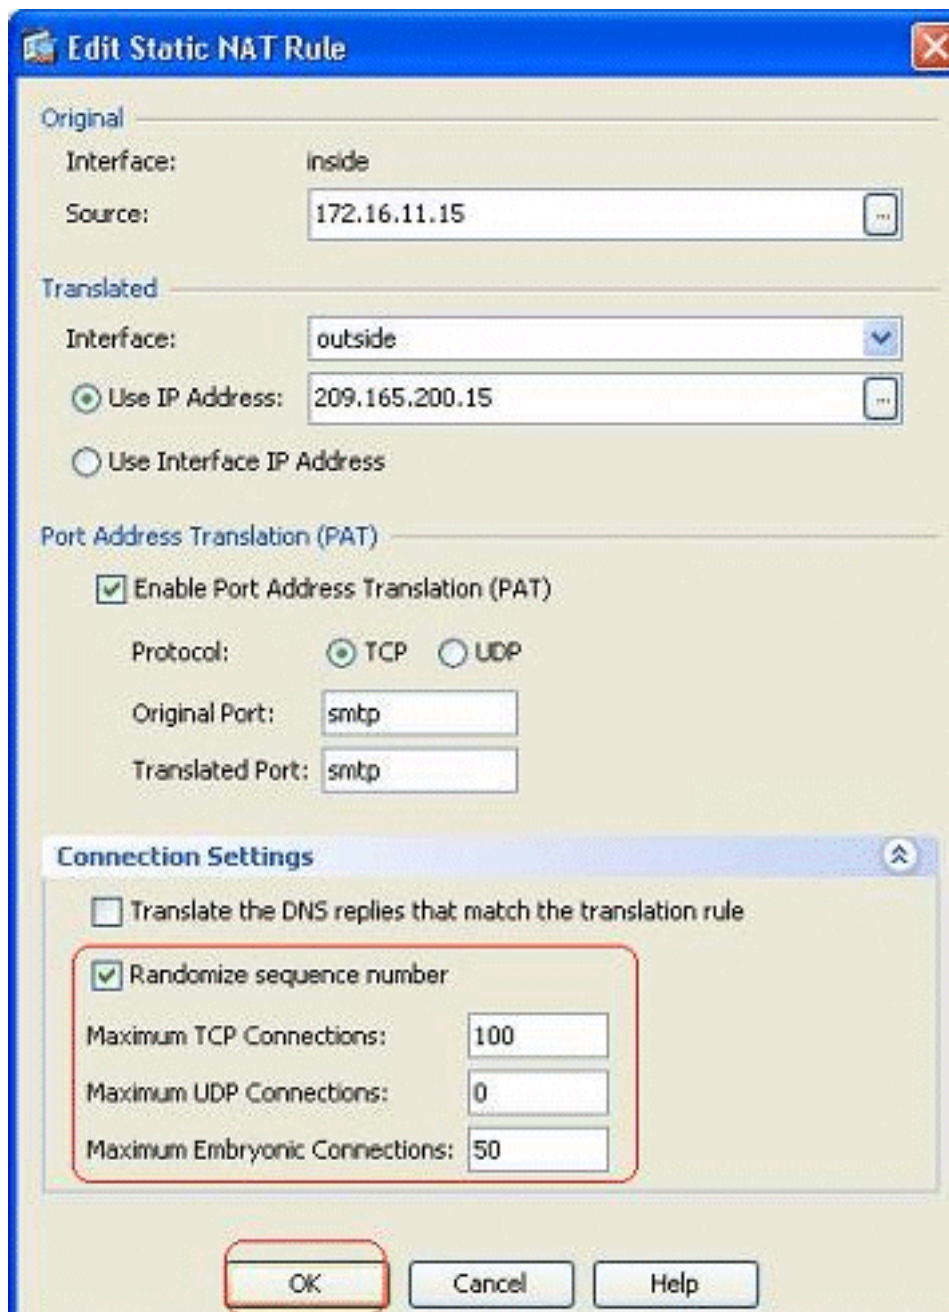 Edit Static NAT Rule
Original
Interface: inside
Source: 172.16.11.15 ...
Translated
Interface: outside
Use IP Address: 209.165.200.15 ...
Use Interface IP Address
Port Address Translation (PAT)
Enable Port Address Translation (PAT)
Protocol: TCP UDP
Original Port: smtp
Translated Port: smtp
Connection Settings
Translate the DNS replies that match the translation rule
Randomize sequence number
Maximum TCP Connections: 100
Maximum UDP Connections: 0
Maximum Embryonic Connections: 50
OK Cancel Help